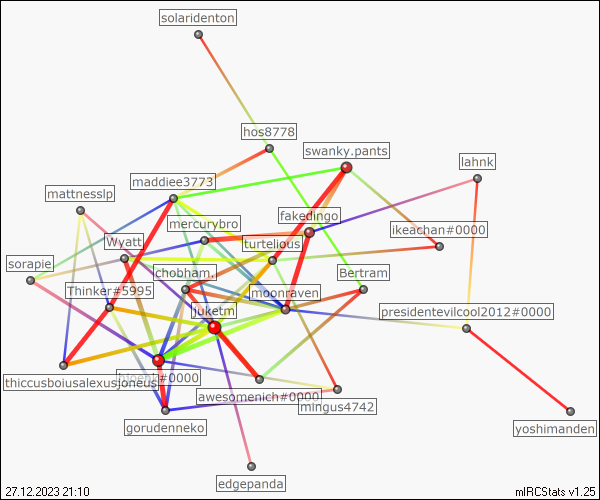 solaridenton
hos8778
swanky.pants
lahnk
maddiee3773
mattnesslp
mercurybro
fakedingo
ikeachan#0000
Wyatt
turtelious
sorapie
chobham.
Bertram
Thinker#5995
moonraven
juketm
presidentevilcool2012#0000
thiccusboiusalexusjoneus
#0000
awesomenich#0000
mingus4742
gorudenneko
yoshimanden
edgepanda
27.12.2023 21:10
mIRCStats v1.25